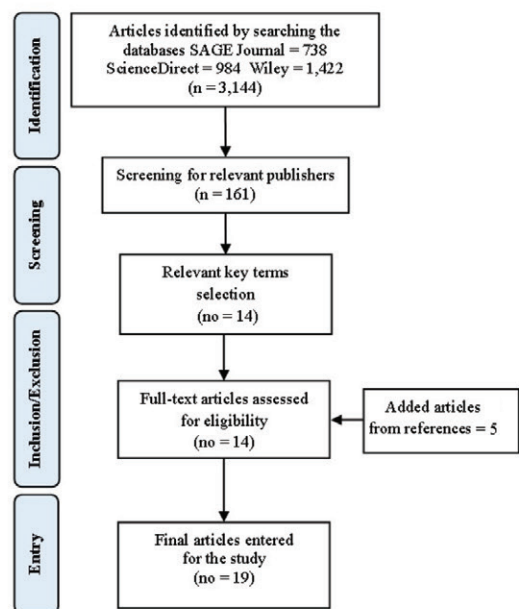 Identification
Articles identified by searching the
databases SAGE Journal = 738
ScienceDirect = 984 Wiley = 1,422
(n = 3,144)
Screening
Screening for relevant publishers
(n = 161)
Relevant key terms
selection
(no = 14)
Inclusion/Exclusion
Full-text articles assessed
for eligibility
(no = 14)
Added articles
from references = 5
Entry
Final articles entered
for the study
(no = 19)